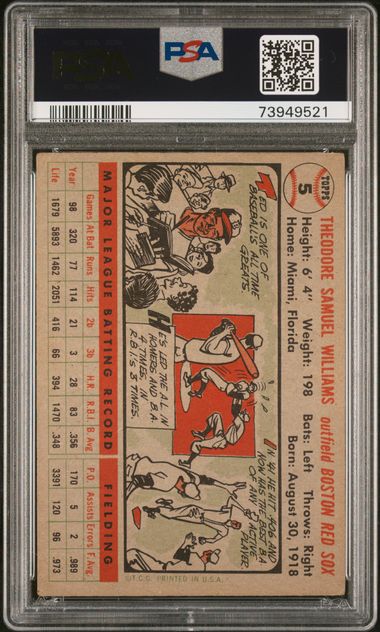 PSA
PSA
73949521
TOPPS
5
THEODORE SAMUEL WILLIAMS outfield BOSTON RED SOX
Height: 6' 4" Weight: 198 Bats: Left Throws: Right
Home: Miami, Florida Born: August 30, 1918
TED IS ONE OF
BASEBALL'S ALL TIME
GREATS.
HE'S LED THE A.L. IN
HOMERS AND B.A.
4 TIMES, IN
R.B.I.'S 3 TIMES.
IN '41 HE HIT .406 AND
NOW HAS THE BEST B.A.
OF ANY ACTIVE
PLAYER
MAJOR LEAGUE BATTING RECORD FIELDING
Games At Bat Runs Hits 2b 3b H.R. R.B.I. B Avg P.O. Assists Errors F. Avg.
Year 98 320 77 114 21 3 28 83 .356 170 5 2 .989
Life 1679 5893 1462 2051 416 66 394 1470 .348 3391 120 96 .973
©T.C.G. PRINTED IN U.S.A.